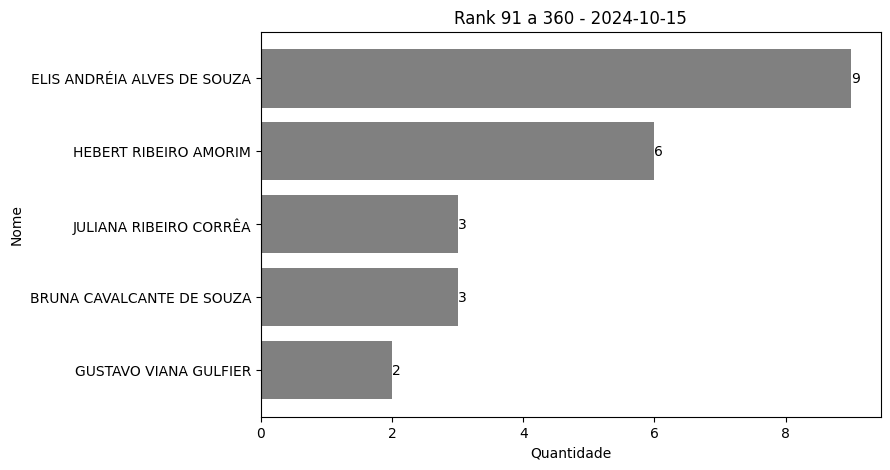 Rank 91 a 360 - 2024-10-15
Nome
ELIS ANDRÉIA ALVES DE SOUZA 9
HEBERT RIBEIRO AMORIM 6
JULIANA RIBEIRO CORRÊA 3
BRUNA CAVALCANTE DE SOUZA 3
GUSTAVO VIANA GULFIER 2
0 2 4 6 8
Quantidade